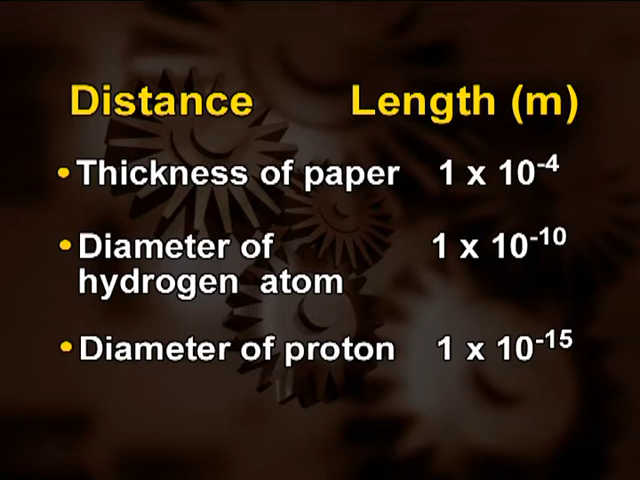 Distance Length (m)
• Thickness of paper 1 x 10⁻⁴
• Diameter of 1 x 10⁻¹⁰
hydrogen atom
• Diameter of proton 1 x 10⁻¹⁵